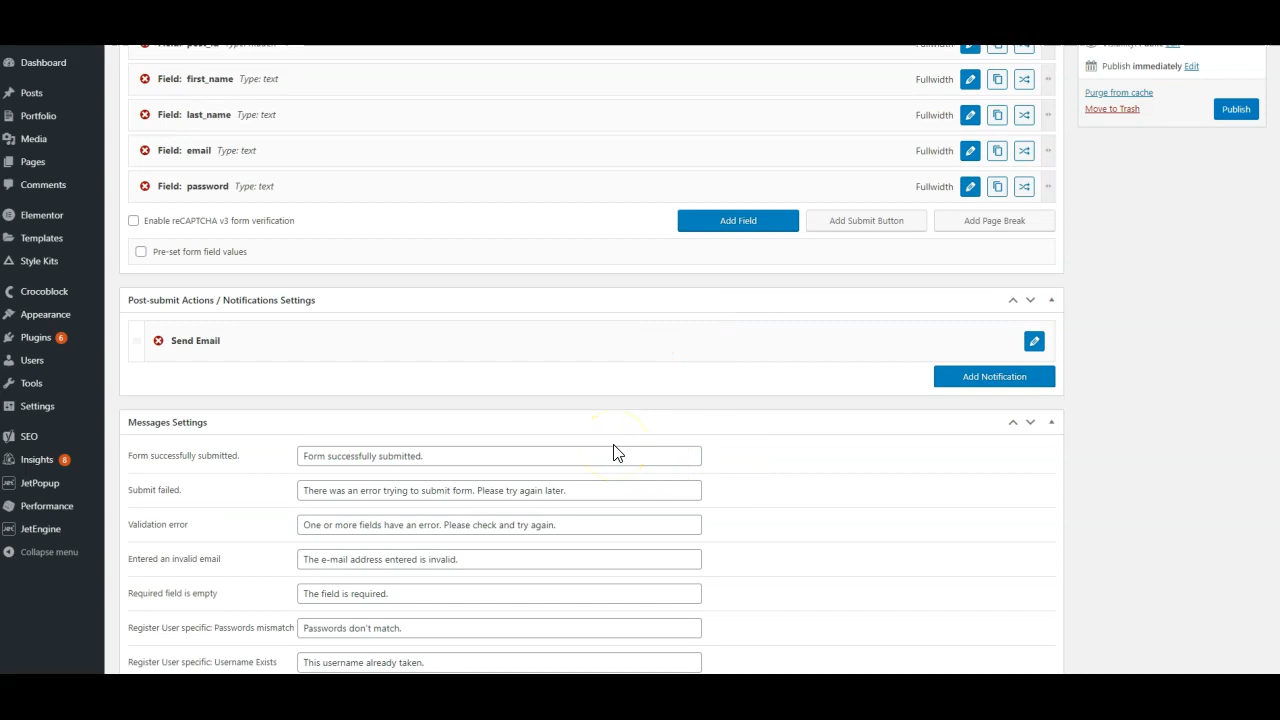 Dashboard
Posts
Portfolio
Media
Pages
Comments
Elementor
Templates
Style Kits
Crocoblock
Appearance
Plugins 6
Users
Tools
Settings
SEO
Insights 8
JetPopup
Performance
JetEngine
Collapse menu
Fullwidth
Field: first_name Type: text Fullwidth
Field: last_name Type: text Fullwidth
Field: email Type: text Fullwidth
Field: password Type: text Fullwidth
Enable reCAPTCHA v3 form verification Add Field Add Submit Button Add Page Break
Pre-set form field values
Post-submit Actions / Notifications Settings
Send Email
Add Notification
Messages Settings
Form successfully submitted. Form successfully submitted.
Submit failed. There was an error trying to submit form. Please try again later.
Validation error One or more fields have an error. Please check and try again.
Entered an invalid email The e-mail address entered is invalid.
Required field is empty The field is required.
Register User specific: Passwords mismatch Passwords don't match.
Register User specific: Username Exists This username already taken.
Publish immediately Edit
Purge from cache
Move to Trash
Publish